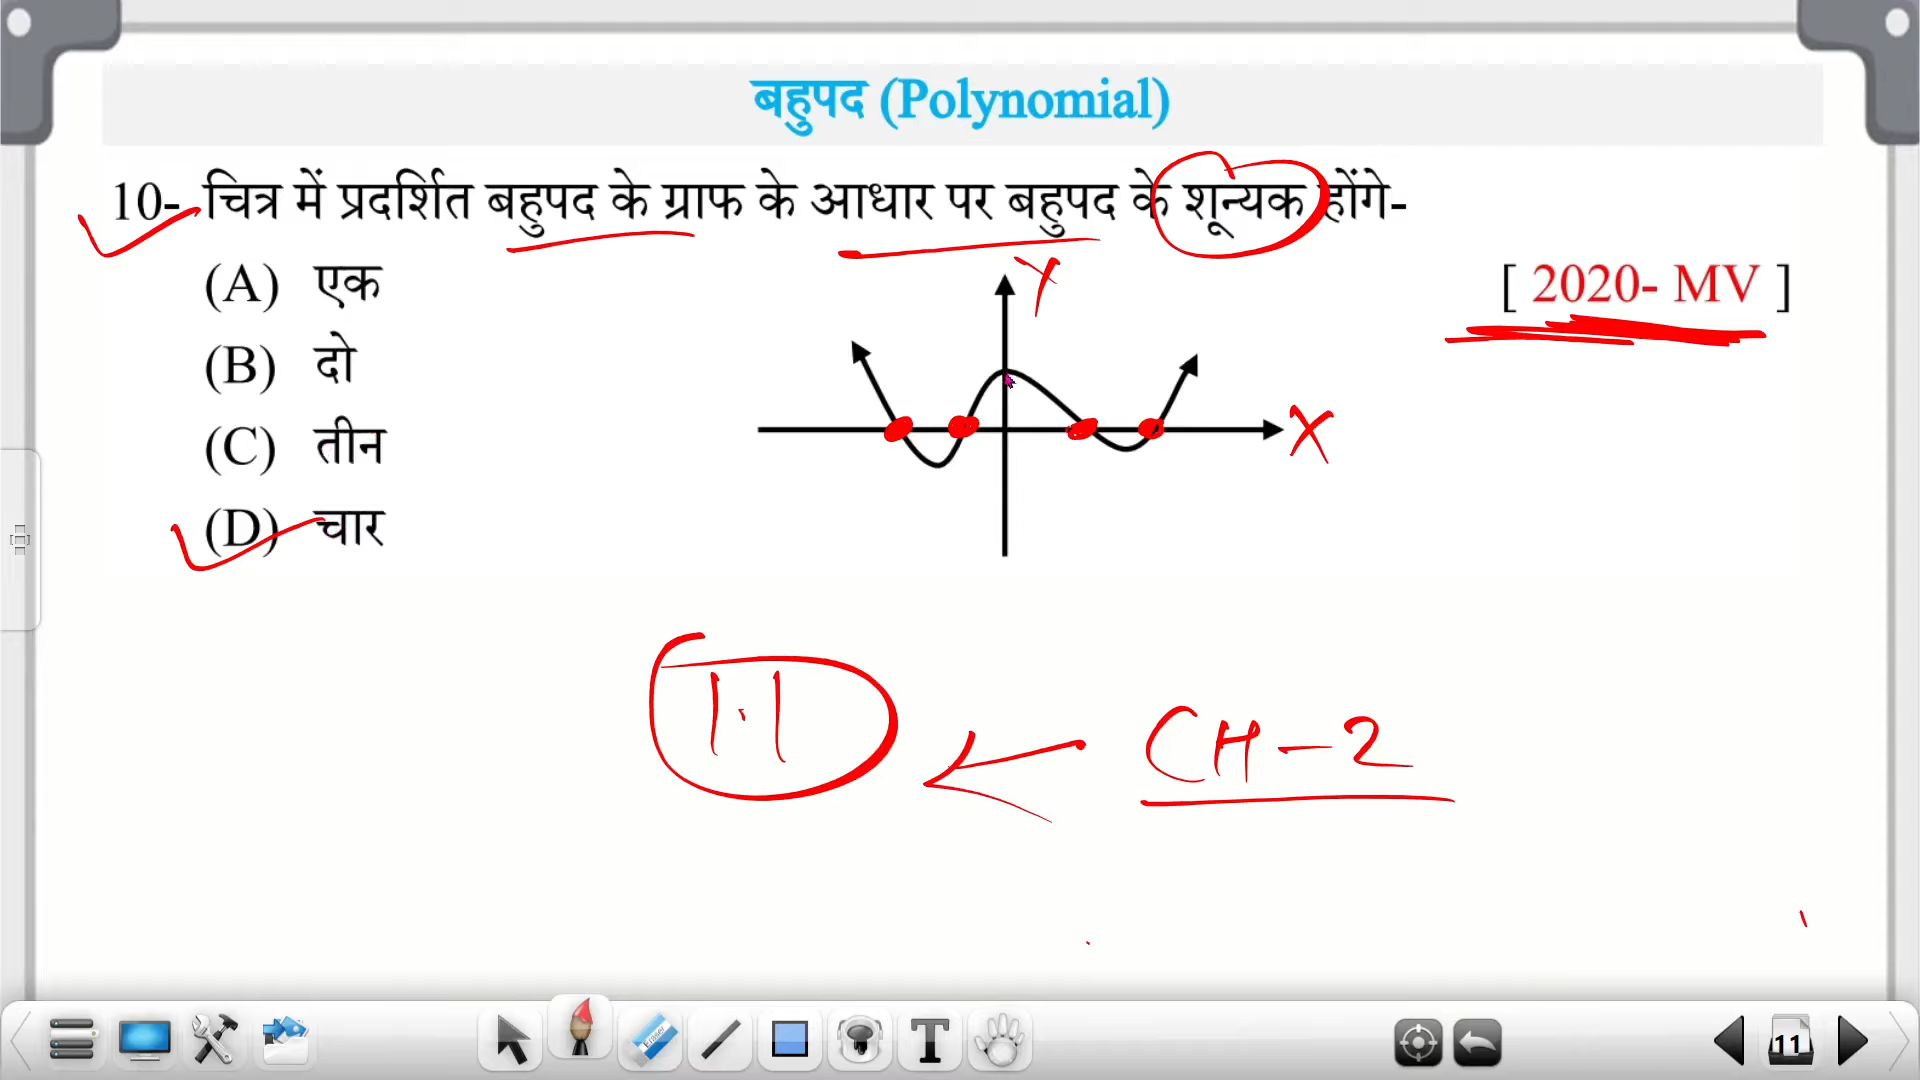 बहुपद (Polynomial)
10- चित्र में प्रदर्शित बहुपद के ग्राफ के आधार पर बहुपद के शून्यक होंगे-
[ 2020- MV ]
(A) एक
(B) दो
(C) तीन
(D) चार
Y
X
1.1
CH-2
Eraser
T
11